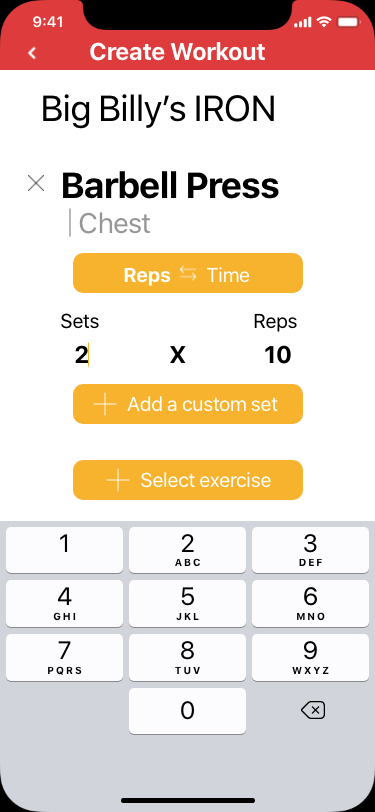 9:41
Create Workout
Big Billy's IRON
Barbell Press
Chest
Reps Time
Sets Reps
2 X 10
Add a custom set
Select exercise
1 2 3
ABC DEF
4 5 6
GHI JKL MNO
7 8 9
PQRS TUV WXYZ
0